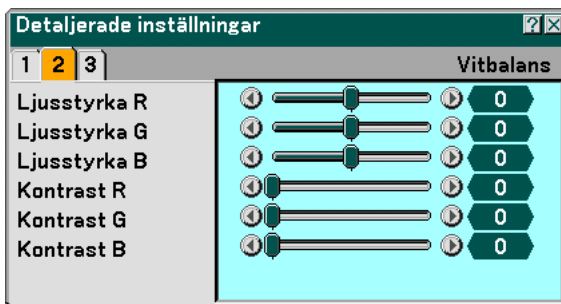 Detaljerade inställningar ? ×
1 2 3 Vitbalans
Ljusstyrka R 0
Ljusstyrka G 0
Ljusstyrka B 0
Kontrast R 0
Kontrast G 0
Kontrast B 0